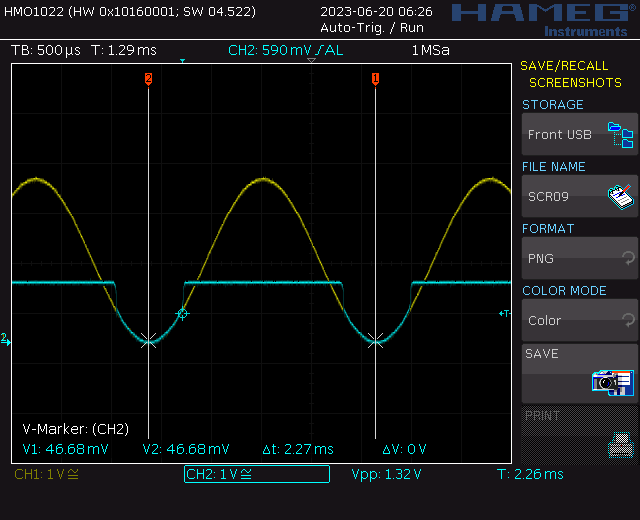 HMO1022 (HW 0x10160001; SW 04.522)
2023-06-20 06:26
HAMEG
Auto-Trig. / Run
Instruments
TB: 500µs T: 1.29ms CH2: 590mV AL 1MSa
SAVE/RECALL
SCREENSHOTS
2
1
STORAGE
Front USB
FILE NAME
SCR09
FORMAT
PNG
COLOR MODE
Color
T
2
SAVE
PRINT
V-Marker: (CH2)
V1: 46.68mV V2: 46.68mV Δt: 2.27ms ΔV: 0V
CH1: 1V ≅ CH2: 1V ≅ Vpp: 1.32V T: 2.26ms